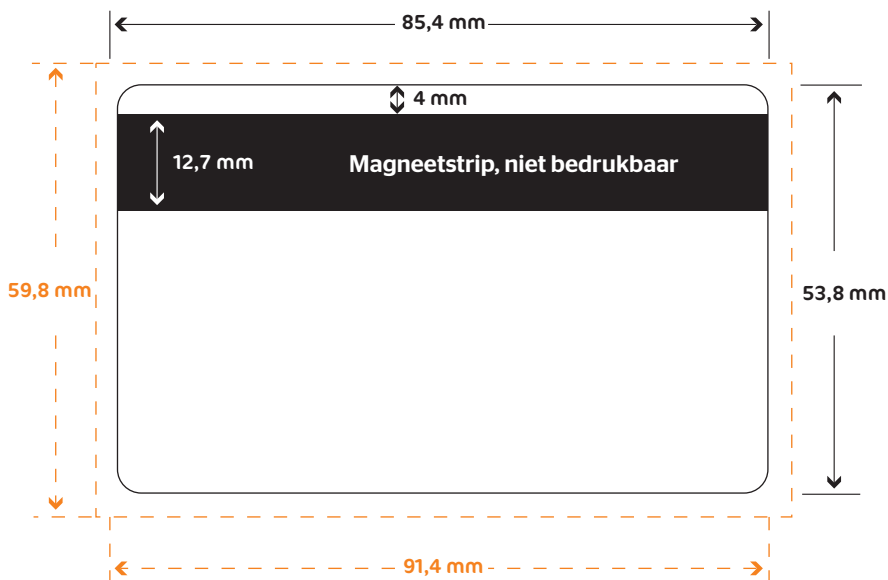 85,4 mm
4 mm
12,7 mm
Magneetstrip, niet bedrukbaar
59,8 mm
53,8 mm
91,4 mm